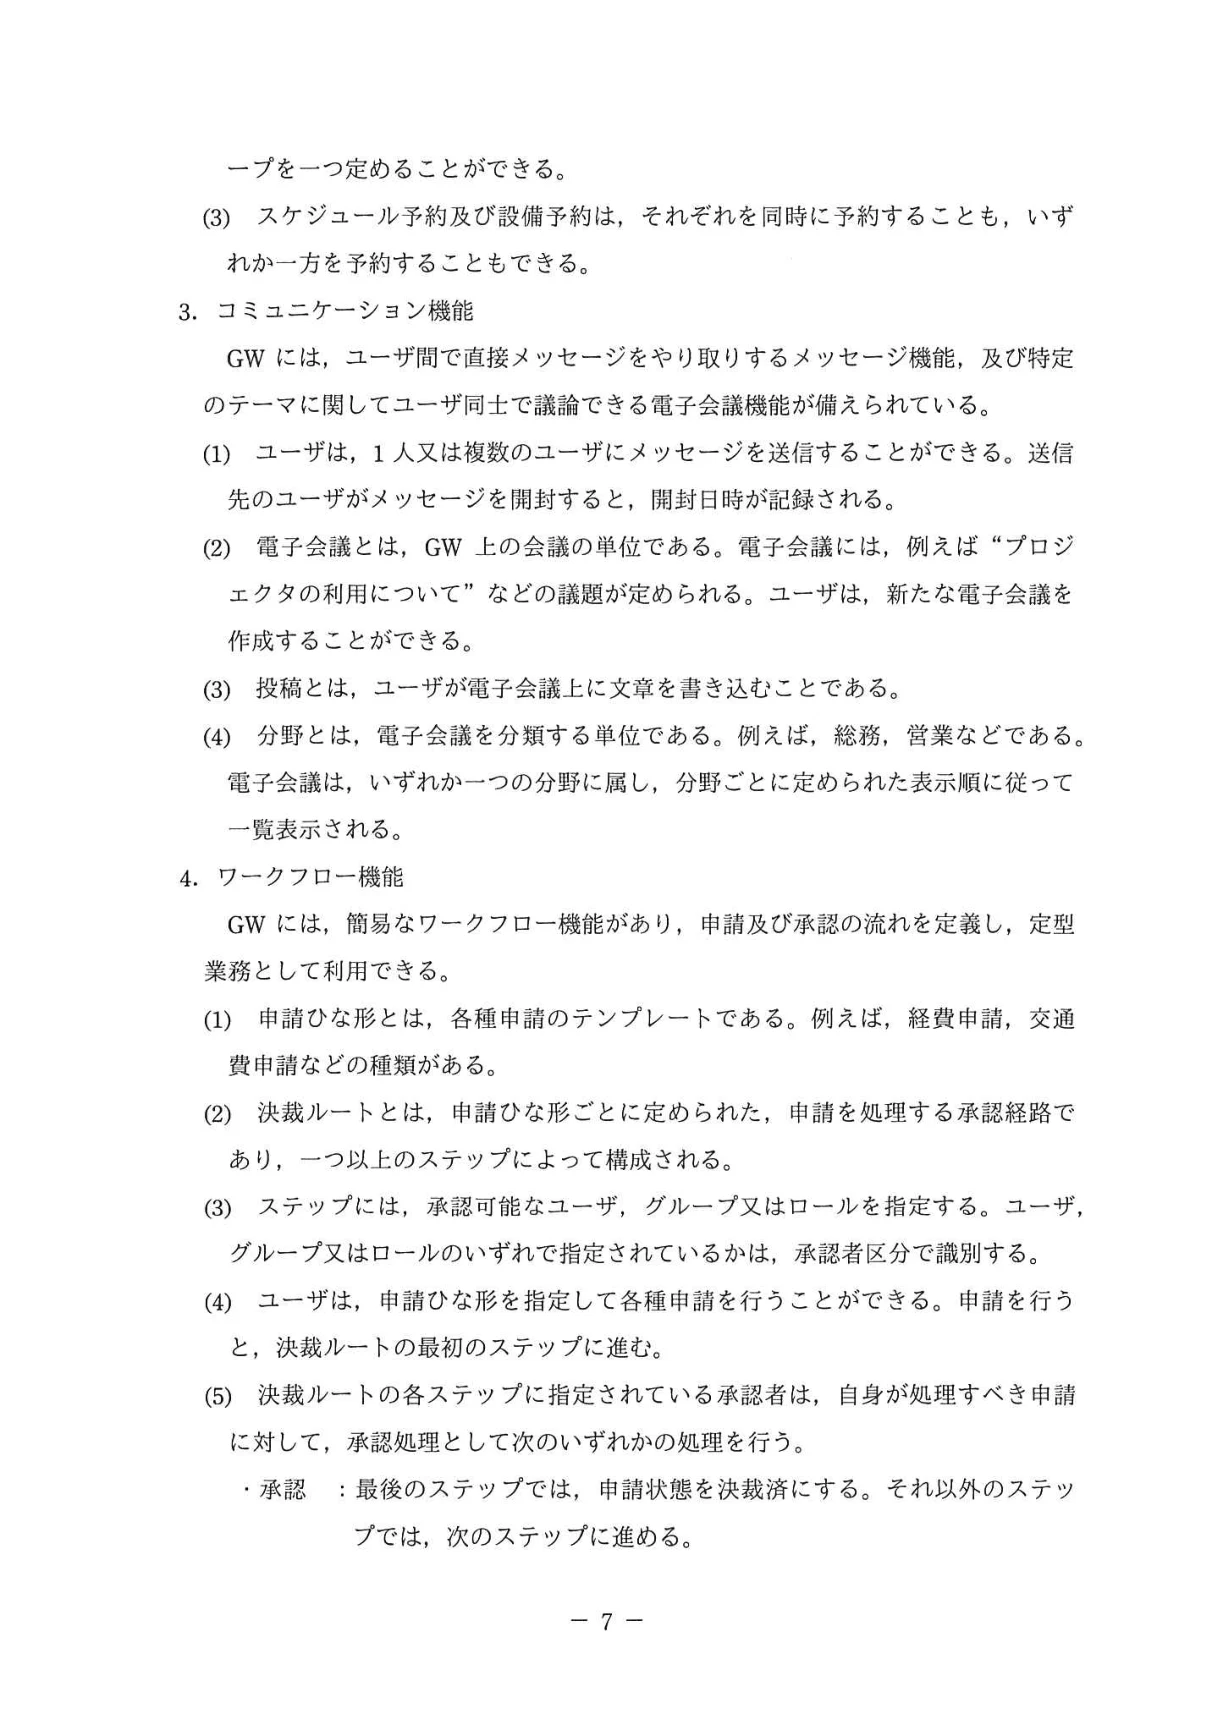 ープを一つ定めることができる。
(3)　スケジュール予約及び設備予約は，それぞれを同時に予約することも，いず
れか一方を予約することもできる。
3. コミュニケーション機能
GW には，ユーザ間で直接メッセージをやり取りするメッセージ機能，及び特定
のテーマに関してユーザ同士で議論できる電子会議機能が備えられている。
(1)　ユーザは，1 人又は複数のユーザにメッセージを送信することができる。送信
先のユーザがメッセージを開封すると，開封日時が記録される。
(2)　電子会議とは，GW 上の会議の単位である。電子会議には，例えば“プロジ
ェクタの利用について”などの議題が定められる。ユーザは，新たな電子会議を
作成することができる。
(3)　投稿とは，ユーザが電子会議上に文章を書き込むことである。
(4)　分野とは，電子会議を分類する単位である。例えば，総務，営業などである。
電子会議は，いずれか一つの分野に属し，分野ごとに定められた表示順に従って
一覧表示される。
4. ワークフロー機能
GW には，簡易なワークフロー機能があり，申請及び承認の流れを定義し，定型
業務として利用できる。
(1)　申請ひな形とは，各種申請のテンプレートである。例えば，経費申請，交通
費申請などの種類がある。
(2)　決裁ルートとは，申請ひな形ごとに定められた，申請を処理する承認経路で
あり，一つ以上のステップによって構成される。
(3)　ステップには，承認可能なユーザ，グループ又はロールを指定する。ユーザ，
グループ又はロールのいずれで指定されているかは，承認者区分で識別する。
(4)　ユーザは，申請ひな形を指定して各種申請を行うことができる。申請を行う
と，決裁ルートの最初のステップに進む。
(5)　決裁ルートの各ステップに指定されている承認者は，自身が処理すべき申請
に対して，承認処理として次のいずれかの処理を行う。
・承認　：最後のステップでは，申請状態を決裁済にする。それ以外のステッ
プでは，次のステップに進める。
－ 7 －